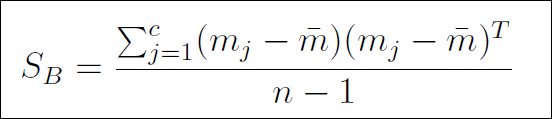 $S_B = \frac{\sum_{j=1}^{c}(m_j - \bar{m})(m_j - \bar{m})^T}{n-1}$